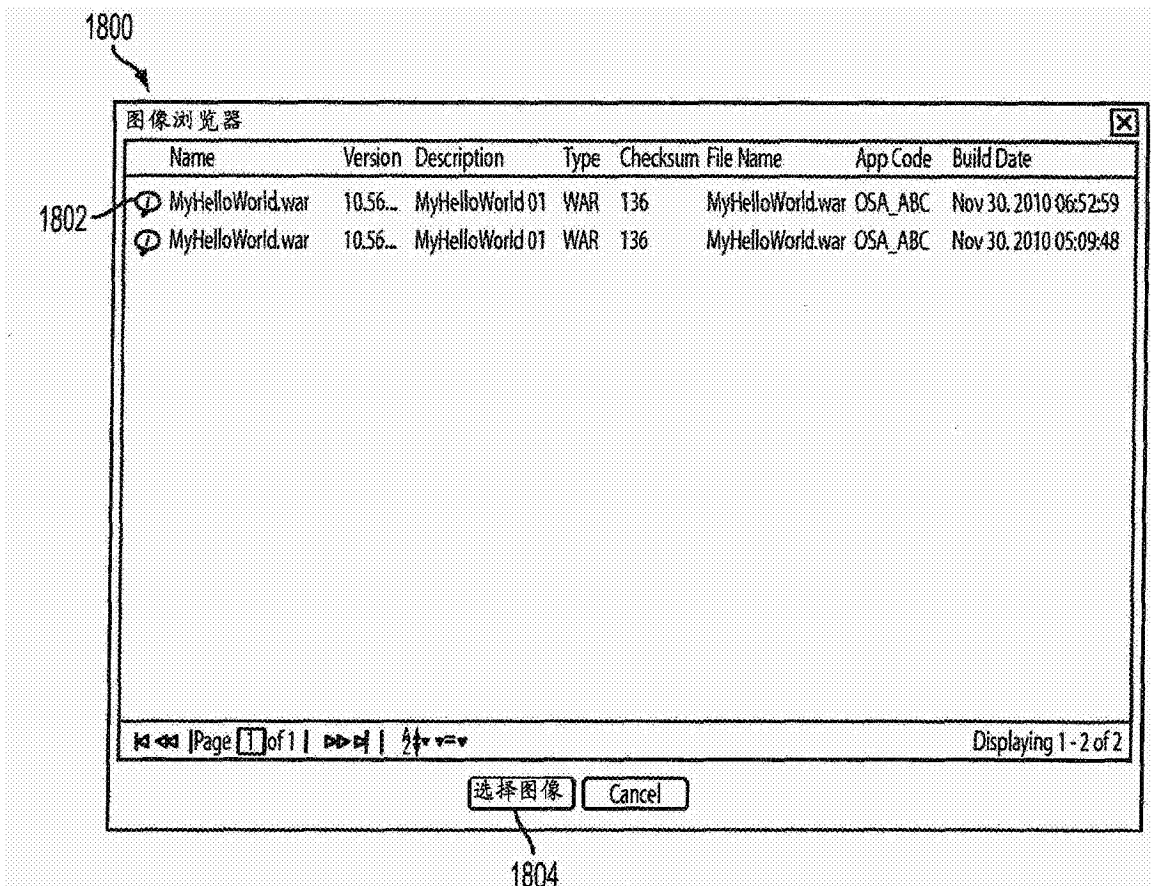 1800
图像浏览器
Name Version Description Type Checksum File Name App Code Build Date
1802
MyHelloWorld.war 10.56... MyHelloWorld 01 WAR 136 MyHelloWorld.war OSA_ABC Nov 30. 2010 06:52:59
MyHelloWorld.war 10.56... MyHelloWorld 01 WAR 136 MyHelloWorld.war OSA_ABC Nov 30. 2010 05:09:48
Page 1 of 1 Displaying 1 - 2 of 2
选择图像 Cancel
1804